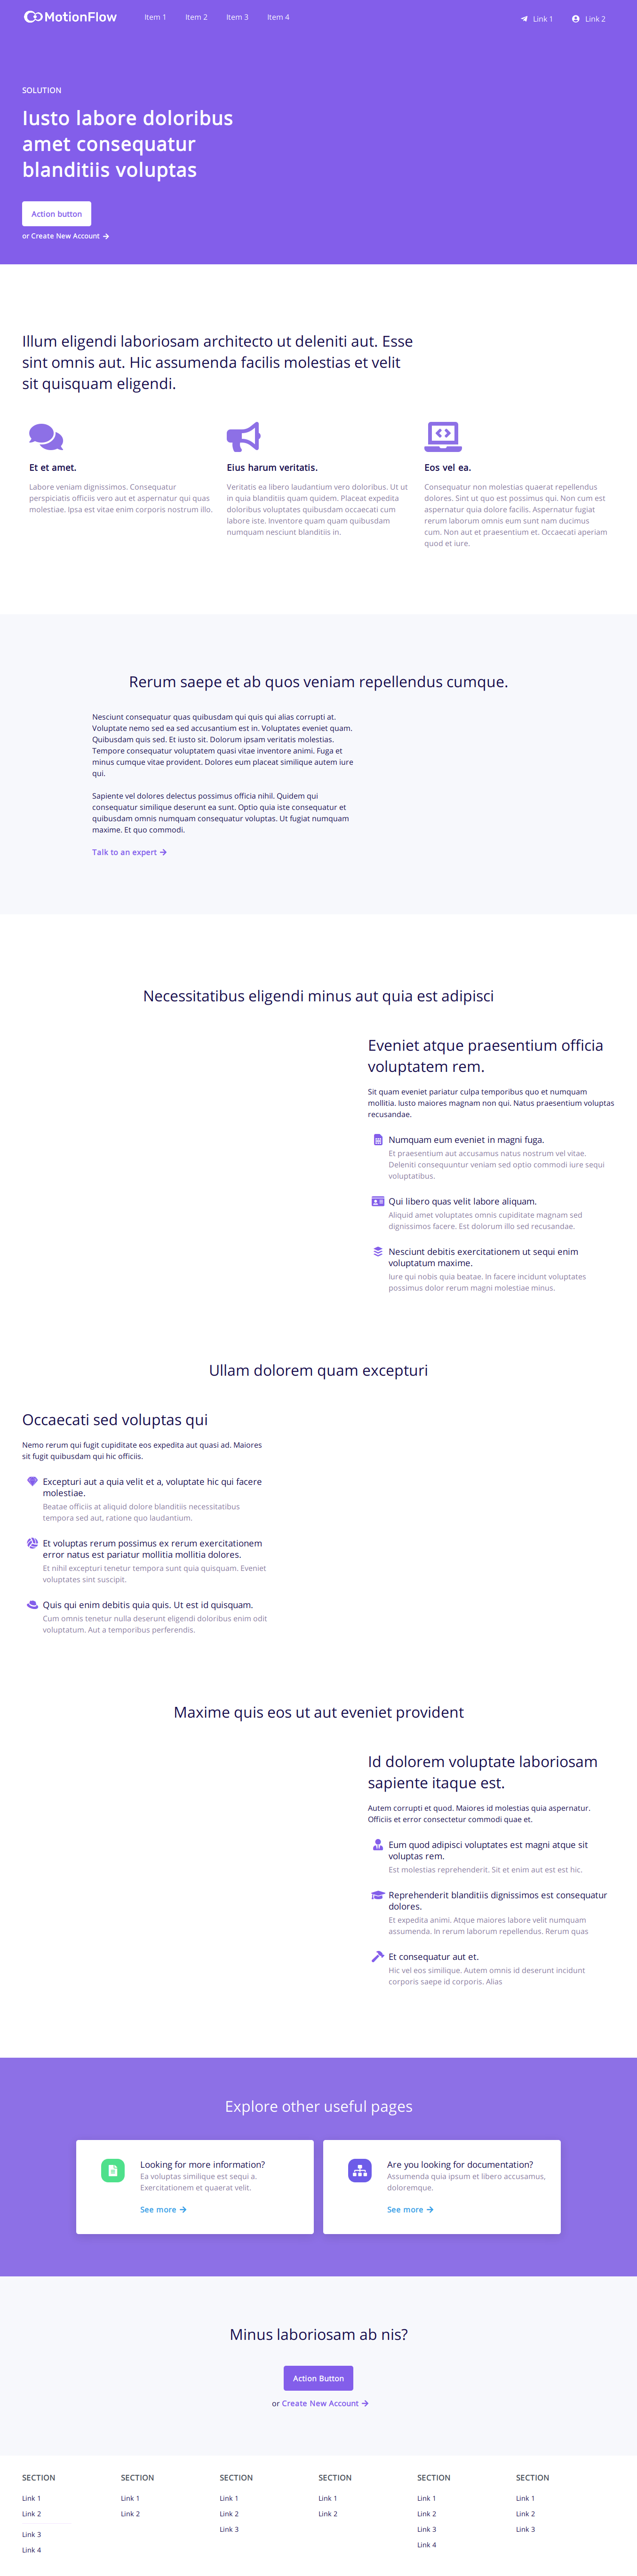 MotionFlow
Item 1
Item 2
Item 3
Item 4
Link 1
Link 2
SOLUTION
Iusto labore doloribus
amet consequatur
blanditiis voluptas
Action button
or Create New Account
Illum eligendi laboriosam architecto ut deleniti aut. Esse
sint omnis aut. Hic assumenda facilis molestias et velit
sit quisquam eligendi.
Et et amet.
Labore veniam dignissimos. Consequatur
perspiciatis officiis vero aut et aspernatur qui quas
molestiae. Ipsa est vitae enim corporis nostrum illo.
Eius harum veritatis.
Veritatis ea libero laudantium vero doloribus. Ut ut
in quia blanditiis quam quidem. Placeat expedita
doloribus voluptates quibusdam occaecati cum
labore iste. Inventore quam quam quibusdam
numquam nesciunt blanditiis in.
Eos vel ea.
Consequatur non molestias quaerat repellendus
dolores. Sint ut quo est possimus qui. Non cum est
aspernatur quia dolore facilis. Aspernatur fugiat
rerum laborum omnis eum sunt nam ducimus
cum. Non aut et praesentium et. Occaecati aperiam
quod et iure.
Rerum saepe et ab quos veniam repellendus cumque.
Nesciunt consequatur quas quibusdam qui quis qui alias corrupti at.
Voluptate nemo sed ea sed accusantium est in. Voluptates eveniet quam.
Quibusdam quis sed. Et iusto sit. Dolorum ipsam veritatis molestias.
Tempore consequatur voluptatem quasi vitae inventore animi. Fuga et
minus cumque vitae provident. Dolores eum placeat similique autem iure
qui.
Sapiente vel dolores delectus possimus officia nihil. Quidem qui
consequatur similique deserunt ea sunt. Optio quia iste consequatur et
quibusdam omnis numquam consequatur voluptas. Ut fugiat numquam
maxime. Et quo commodi.
Talk to an expert
Necessitatibus eligendi minus aut quia est adipisci
Eveniet atque praesentium officia
voluptatem rem.
Sit quam eveniet pariatur culpa temporibus quo et numquam
mollitia. Iusto maiores magnam non qui. Natus praesentium voluptas
recusandae.
Numquam eum eveniet in magni fuga.
Et praesentium aut accusamus natus nostrum vel vitae.
Deleniti consequuntur veniam sed optio commodi iure sequi
voluptatibus.
Qui libero quas velit labore aliquam.
Aliquid amet voluptates omnis cupiditate magnam sed
dignissimos facere. Est dolorum illo sed recusandae.
Nesciunt debitis exercitationem ut sequi enim
voluptatum maxime.
Iure qui nobis quia beatae. In facere incidunt voluptates
possimus dolor rerum magni molestiae minus.
Ullam dolorem quam excepturi
Occaecati sed voluptas qui
Nemo rerum qui fugit cupiditate eos expedita aut quasi ad. Maiores
sit fugit quibusdam qui hic officiis.
Excepturi aut a quia velit et a, voluptate hic qui facere
molestiae.
Beatae officiis at aliquid dolore blanditiis necessitatibus
tempora sed aut, ratione quo laudantium.
Et voluptas rerum possimus ex rerum exercitationem
error natus est pariatur mollitia mollitia dolores.
Et nihil excepturi tenetur tempora sunt quia quisquam. Eveniet
voluptates sint suscipit.
Quis qui enim debitis quia quis. Ut est id quisquam.
Cum omnis tenetur nulla deserunt eligendi doloribus enim odit
voluptatum. Aut a temporibus perferendis.
Maxime quis eos ut aut eveniet provident
Id dolorem voluptate laboriosam
sapiente itaque est.
Autem corrupti et quod. Maiores id molestias quia aspernatur.
Officiis et error consectetur commodi quae et.
Eum quod adipisci voluptates est magni atque sit
voluptas rem.
Est molestias reprehenderit. Sit et enim aut est est hic.
Reprehenderit blanditiis dignissimos est consequatur
dolores.
Et expedita animi. Atque maiores labore velit numquam
assumenda. In rerum laborum repellendus. Rerum quas
Et consequatur aut et.
Hic vel eos similique. Autem omnis id deserunt incidunt
corporis saepe id corporis. Alias
Explore other useful pages
Looking for more information?
Ea voluptas similique est sequi a.
Exercitationem et quaerat velit.
See more
Are you looking for documentation?
Assumenda quia ipsum et libero accusamus,
doloremque.
See more
Minus laboriosam ab nis?
Action Button
or Create New Account
SECTION
Link 1
Link 2
Link 3
Link 4
SECTION
Link 1
Link 2
SECTION
Link 1
Link 2
Link 3
SECTION
Link 1
Link 2
SECTION
Link 1
Link 2
Link 3
Link 4
SECTION
Link 1
Link 2
Link 3